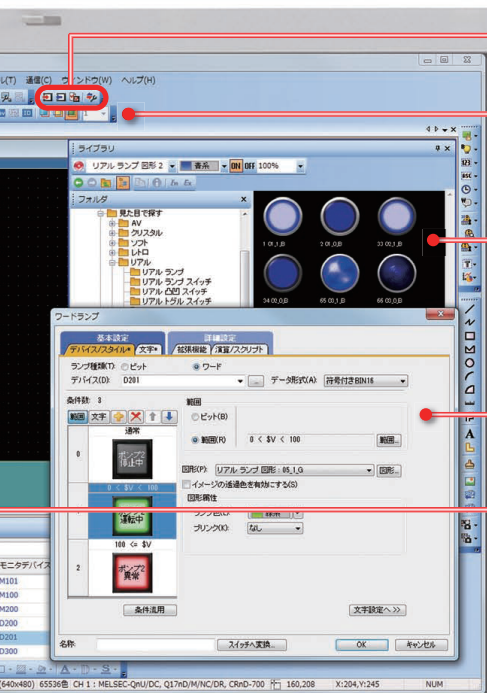 ル(T) 通信(C) ウィンドウ(W) ヘルプ(H)
1
ライブラリ
リアル ランプ 図形 2 青系 ON OFF 100%
フォルダ
見た目で探す
AV
クリスタル
ソフト
レトロ
リアル
リアル ランプ
リアル ランプ スイッチ
リアル 凸凹 スイッチ
リアル トグル スイッチ
ワードランプ
基本設定 詳細設定
デバイス/スタイル* 文字* 拡張機能 演算/スクリプト
ランプ種類(T): ビット ワード
デバイス(D): D201 データ形式(A): 符号付きBIN16
条件数: 3
範囲 文字
範囲
ビット(B)
範囲(R) 0 < $V < 100 範囲...
通常
0 ポンプ2 停止中
0 < $V < 100
図形(P): リアル ランプ 図形 : 05_1_G 図形...
イメージの透過色を有効にする(S)
図形属性
運転中
ブリンク(K): なし
100 <= $V
2 ポンプ2 異常
条件流用 文字設定へ >>
名称: スイッチへ変換... OK キャンセル
モニタデバイス
M101
M100
M200
D200
D201
D300
(640x480) 65536色 CH 1 : MELSEC-QnU/DC, Q17nD/M/NC/DR, CRnD-700 160,208 X:204,Y:245 NUM